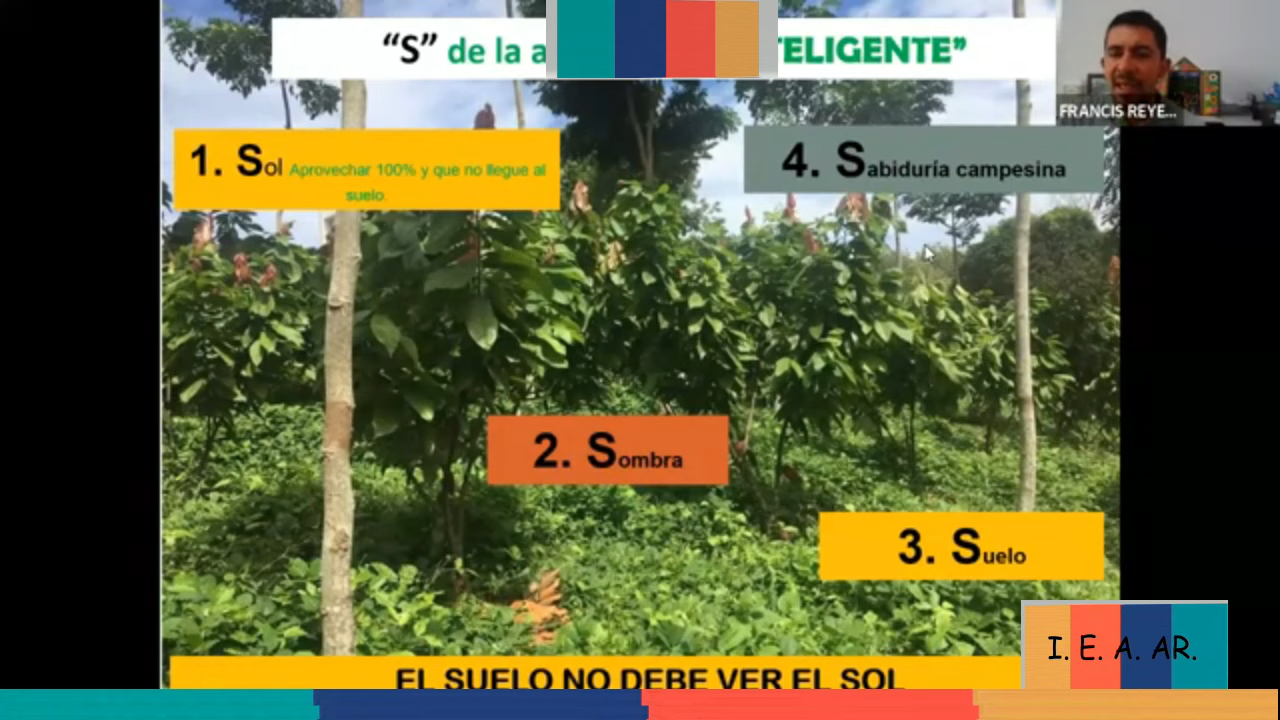 “S” de la a
TELIGENTE”
FRANCIS REYE...
1. Sol Aprovechar 100% y que no llegue al
suelo.
4. Sabiduría campesina
2. Sombra
3. Suelo
I. E. A. AR.
EL SUELO NO DEBE VER EL SOL